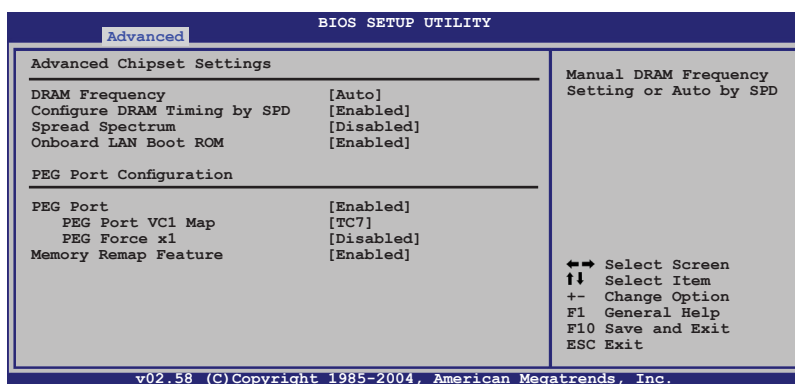 BIOS SETUP UTILITY
Advanced
Advanced Chipset Settings
DRAM Frequency [Auto]
Configure DRAM Timing by SPD [Enabled]
Spread Spectrum [Disabled]
Onboard LAN Boot ROM [Enabled]
PEG Port Configuration
PEG Port [Enabled]
PEG Port VC1 Map [TC7]
PEG Force x1 [Disabled]
Memory Remap Feature [Enabled]
Manual DRAM Frequency
Setting or Auto by SPD
←→ Select Screen
↑↓ Select Item
+- Change Option
F1 General Help
F10 Save and Exit
ESC Exit
v02.58 (C)Copyright 1985-2004, American Megatrends, Inc.